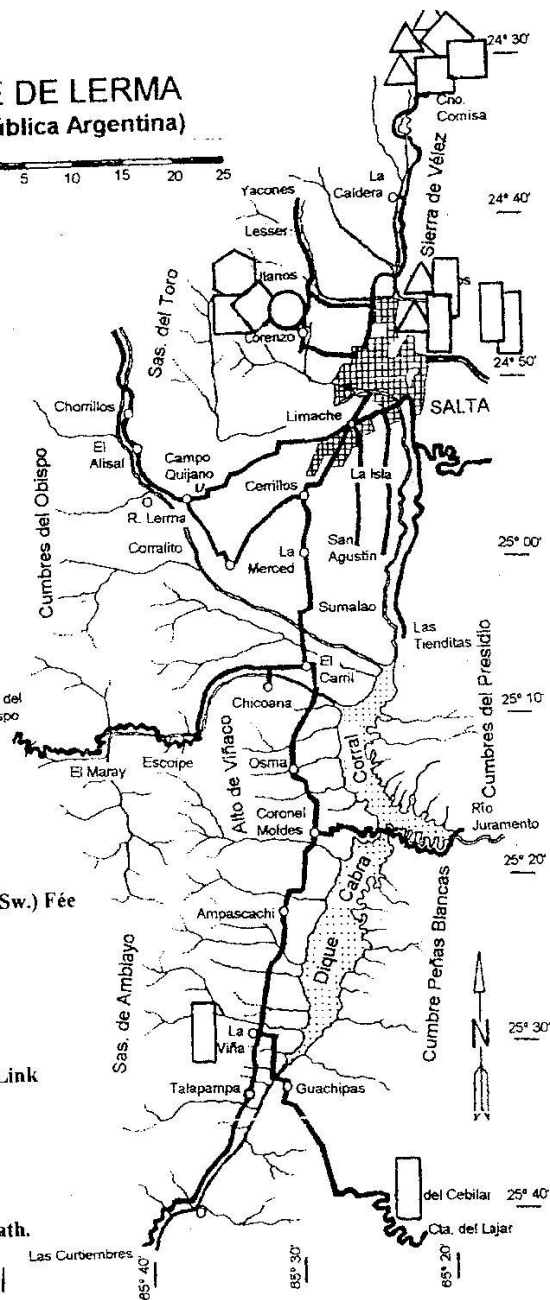 E DE LERMA
ública Argentina)
5 10 15 20 25
24° 30'
Cno.
Cornisa
La
Caldera
Sierra de Vélez
24° 40'
Yacones
Lesser
Sas. del Toro
Lorenzo
24° 50'
Chorrillos
Limache
SALTA
El
Alisal
Campo
Quijano
Cerrillos
La Isla
Cumbres del Obispo
R. Lerma
Corralito
La
Merced
San
Agustín
25° 00'
Sumalao
Las
Tienditas
El
Carril
Cumbres del Presidio
del
spo
Chicoana
25° 10'
El Maray
Escoipe
Alto de Viñaco
Osma
Corral
Coronel
Moldes
Río
Juramento
25° 20'
Cabra
Sw.) Fée
Ampascachi
Dique
Cumbre Peñas Blancas
Sas. de Amblayo
La
Viña
N
25° 30'
Link
Talapampa
Guachipas
del Cebilar
25° 40'
Cta. del Lajar
ath.
Las Curtiembres
65° 40'
65° 30'
65° 20'